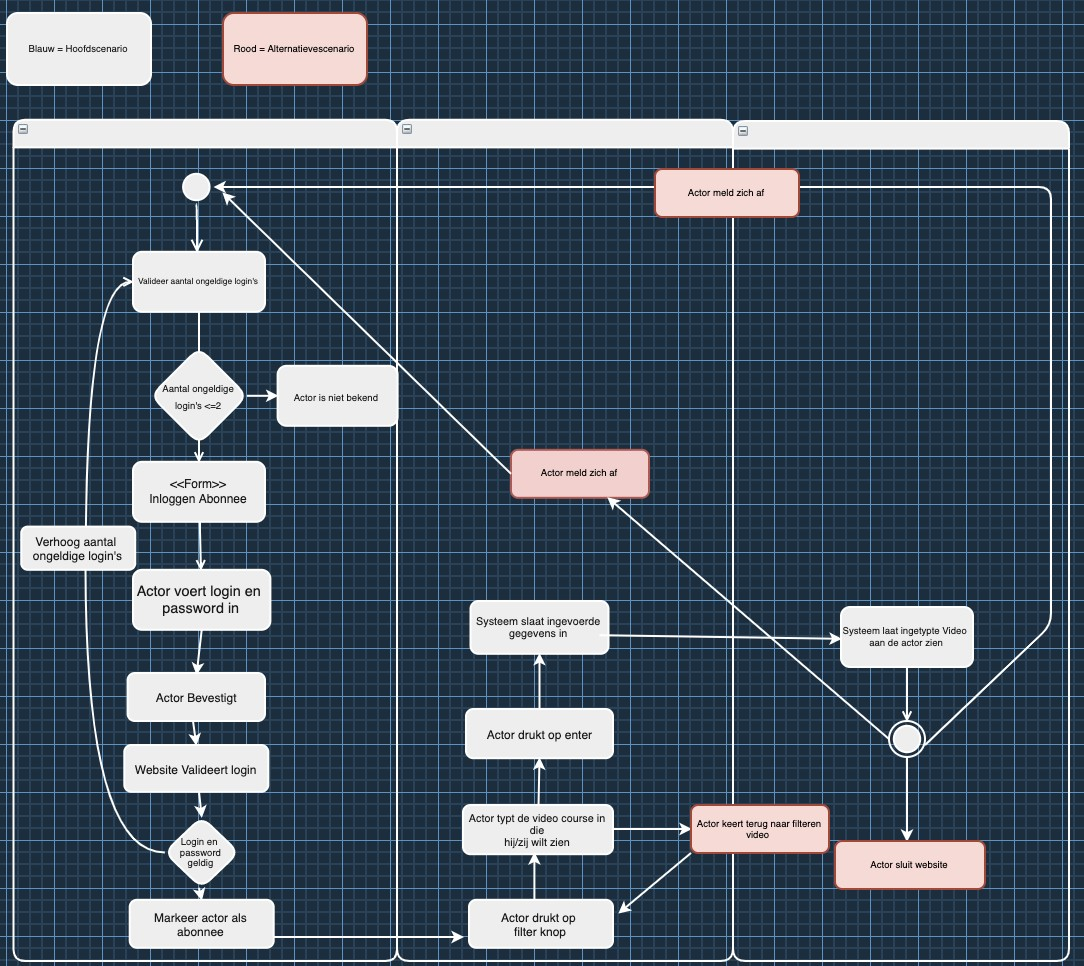 Blauw = Hoofdscenario
Rood = Alternatievescenario
Actor meld zich af
Valideer aantal ongeldige login's
Aantal ongeldige
login's <=2
Actor is niet bekend
<<Form>>
Inloggen Abonnee
Verhoog aantal
ongeldige login's
Actor voert login en
password in
Actor Bevestigt
Website Valideert login
Login en
password
geldig
Markeer actor als
abonnee
Actor meld zich af
Systeem slaat ingevoerde
gegevens in
Actor drukt op enter
Actor typt de video course in
die
hij/zij wilt zien
Actor drukt op
filter knop
Actor keert terug naar filteren
video
Systeem laat ingetypte Video
aan de actor zien
Actor sluit website